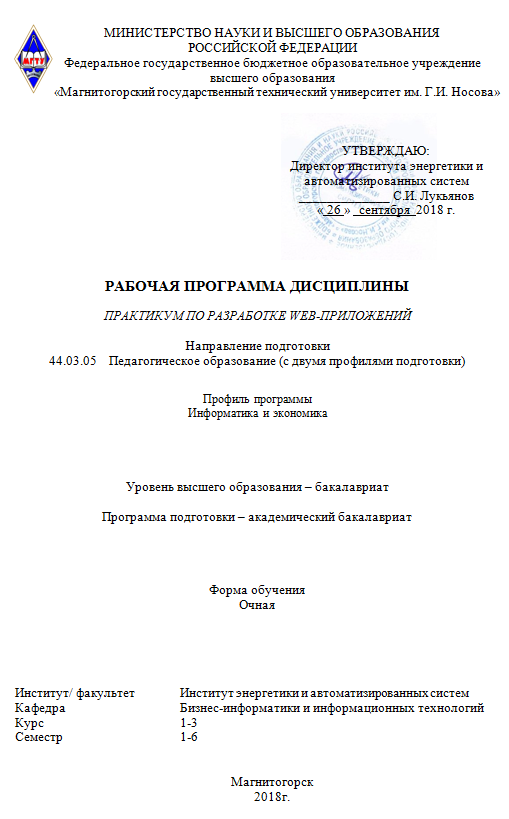 МИНИСТЕРСТВО НАУКИ И ВЫСШЕГО ОБРАЗОВАНИЯ
РОССИЙСКОЙ ФЕДЕРАЦИИ
Федеральное государственное бюджетное образовательное учреждение
высшего образования
«Магнитогорский государственный технический университет им. Г.И. Носова»
МГТУ
УТВЕРЖДАЮ:
Директор института энергетики и
автоматизированных систем
______________ С.И. Лукьянов
« 26 » сентября 2018 г.
РАБОЧАЯ ПРОГРАММА ДИСЦИПЛИНЫ
ПРАКТИКУМ ПО РАЗРАБОТКЕ WEB-ПРИЛОЖЕНИЙ
Направление подготовки
44.03.05 Педагогическое образование (с двумя профилями подготовки)
Профиль программы
Информатика и экономика
Уровень высшего образования – бакалавриат
Программа подготовки – академический бакалавриат
Форма обучения
Очная
Институт/ факультет Институт энергетики и автоматизированных систем
Кафедра Бизнес-информатики и информационных технологий
Курс 1-3
Семестр 1-6
Магнитогорск
2018г.